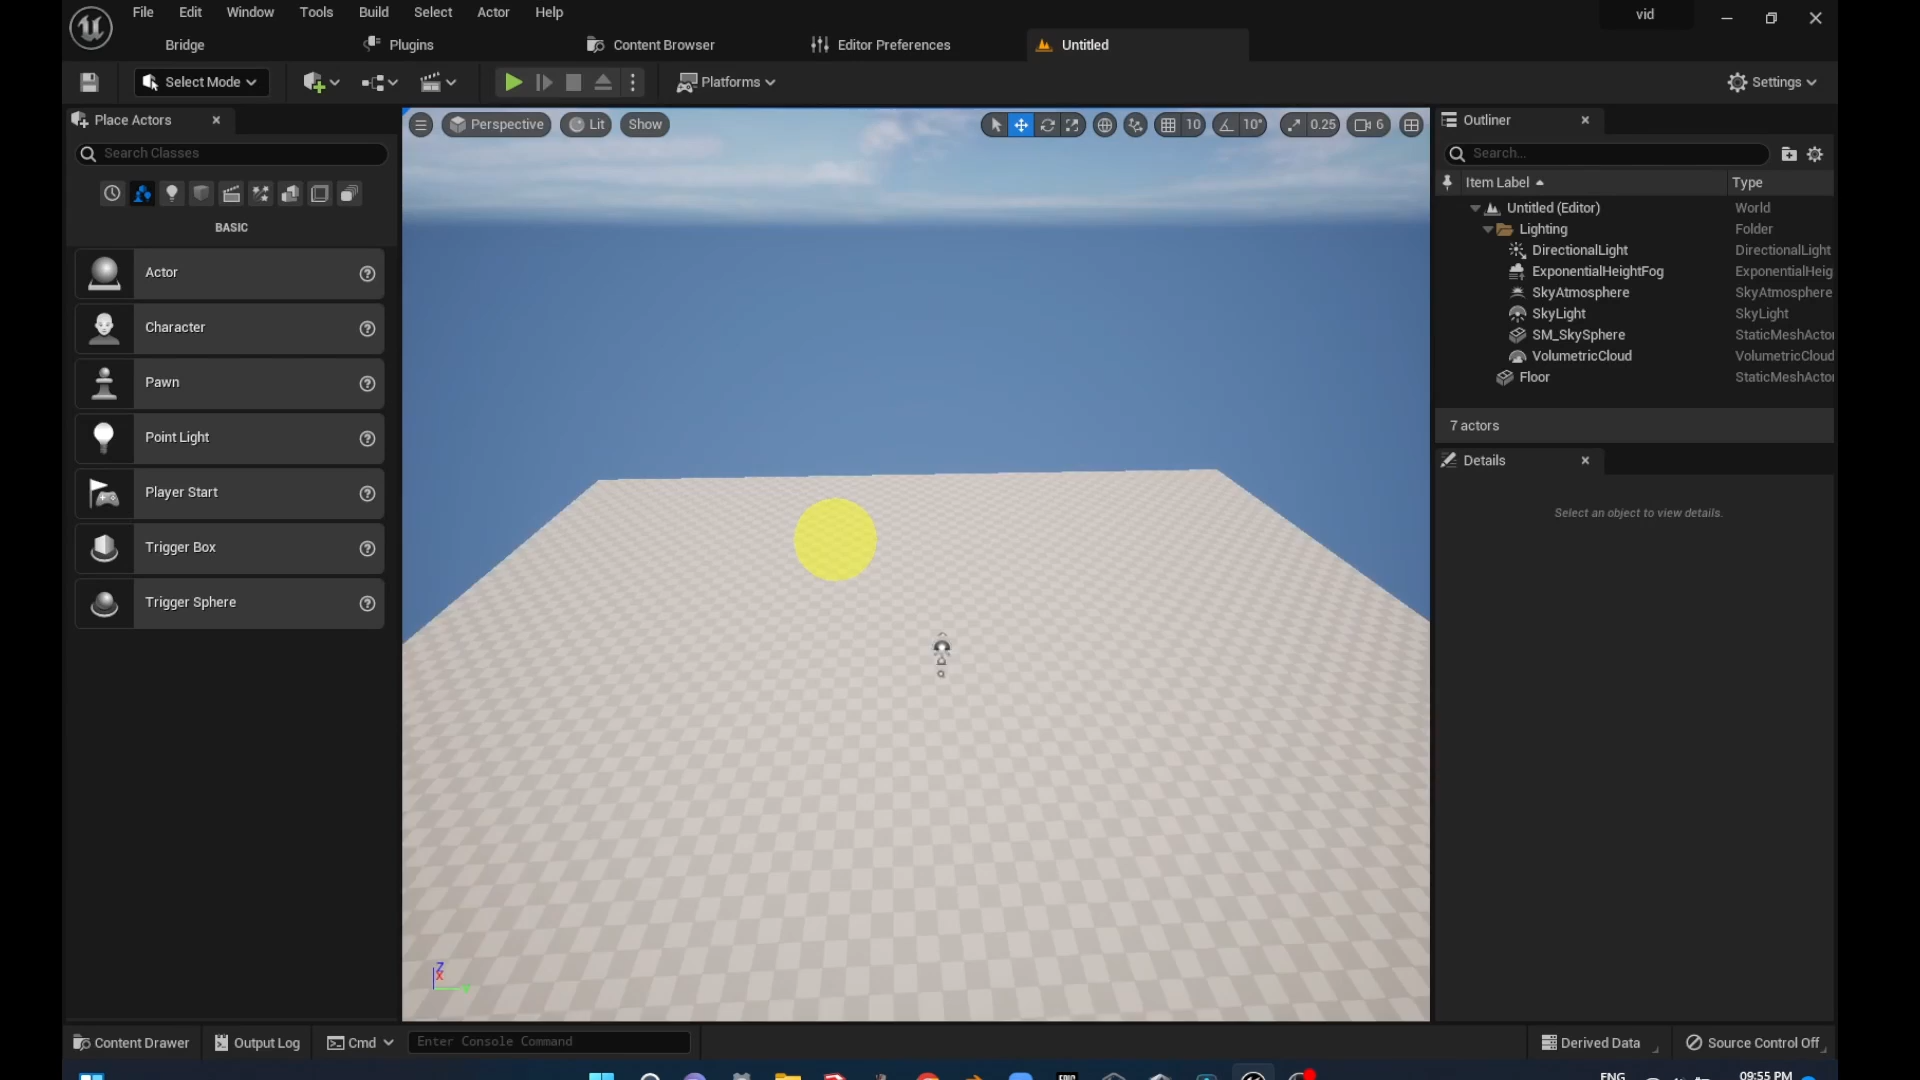 File Edit Window Tools Build Select Actor Help
vid
Bridge Plugins Content Browser Editor Preferences Untitled
Select Mode Platforms Settings
Place Actors
Search Classes
BASIC
Actor
Character
Pawn
Point Light
Player Start
Trigger Box
Trigger Sphere
Perspective Lit Show 10 10° 0.25 6
Z
X
Outliner
Search...
Item Label Type
Untitled (Editor) World
Lighting Folder
DirectionalLight DirectionalLight
ExponentialHeightFog ExponentialHeig
SkyAtmosphere SkyAtmosphere
SkyLight SkyLight
SM_SkySphere StaticMeshActo
VolumetricCloud VolumetricCloud
Floor StaticMeshActo
7 actors
Details
Select an object to view details.
Content Drawer Output Log Cmd Enter Console Command Derived Data Source Control Off
EPIC
ENG 09:55 PM